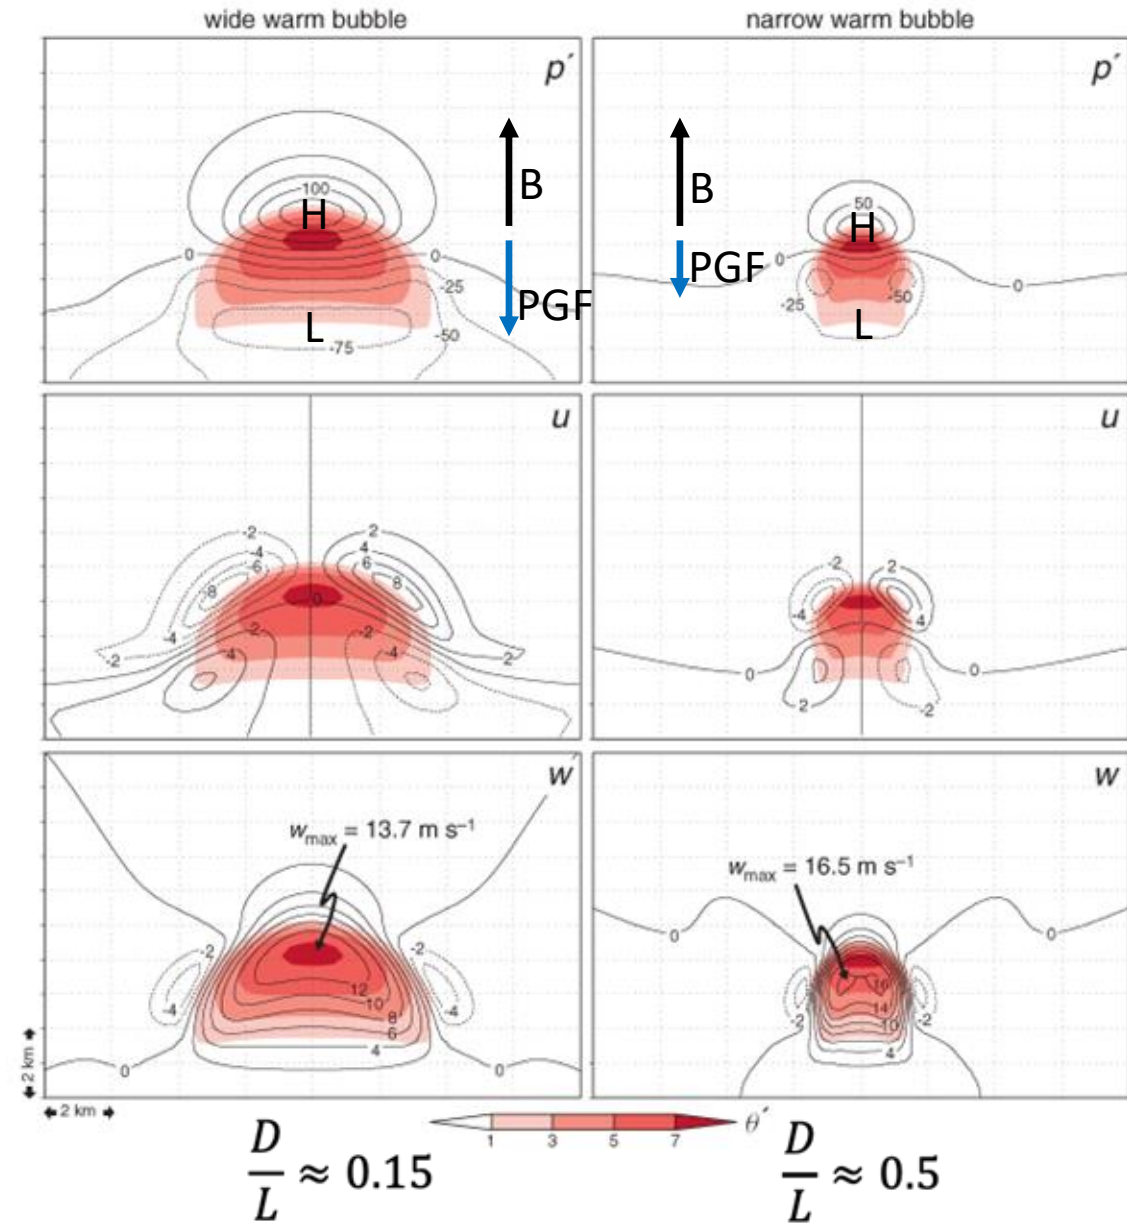 wide warm bubble
narrow warm bubble
p′
100
H
B
0
0
-25
PGF
L
-50
-75
p′
B
50
H
PGF
0
0
-25
-50
L
u
-2
2
-4
4
-6
6
-8
8
0
-4
-2
-2
-2
2
-4
-4
u
-2
2
-4
4
0
0
2
-2
w
wmax = 13.7 m s−1
-2
-2
-4
-4
12
10
8
6
4
0
0
2 km
2 km
w
wmax = 16.5 m s−1
0
0
16
14
-2
-2
10
4
θ′
1 3 5 7
D/L ≈ 0.15
D/L ≈ 0.5